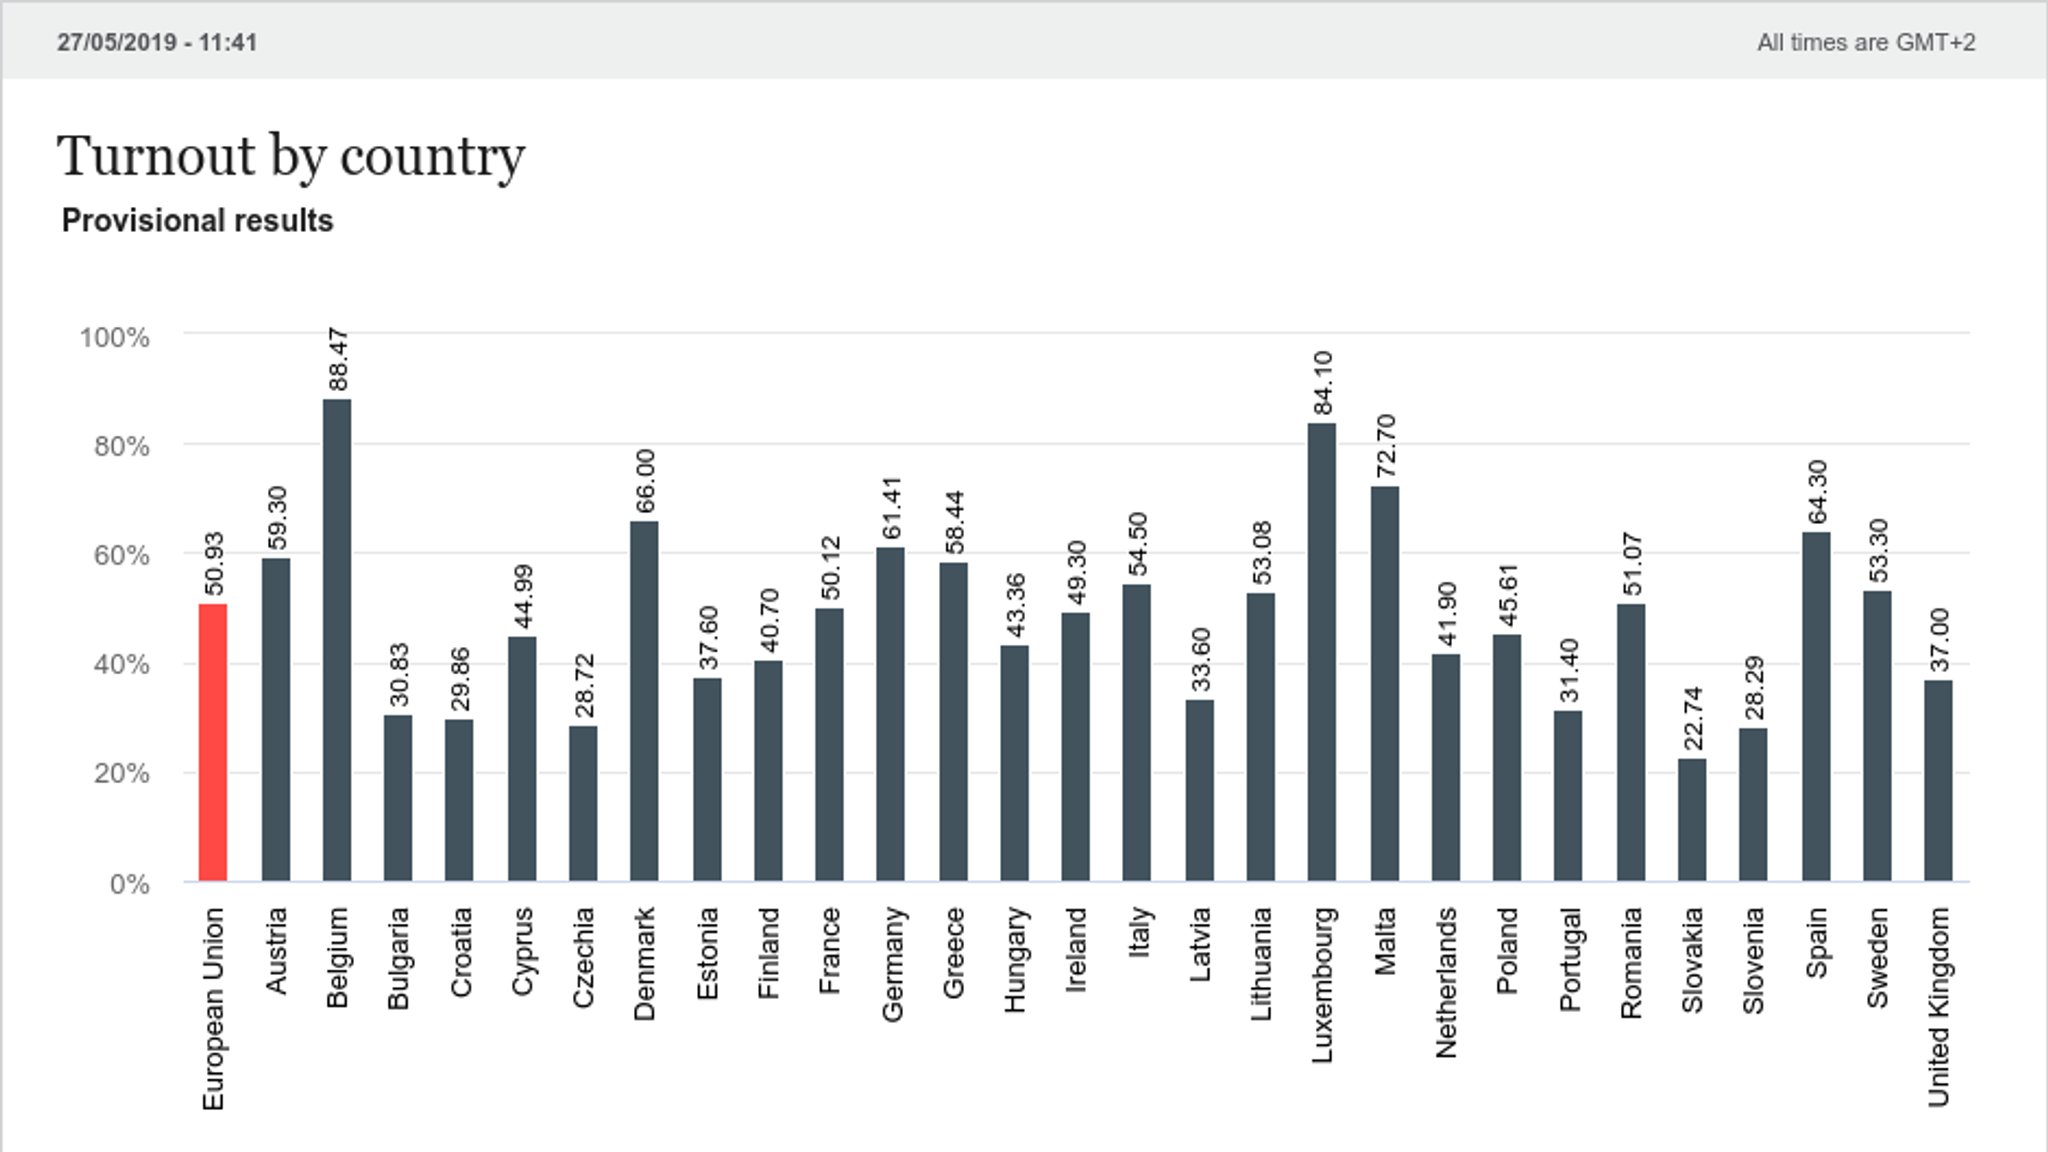 27/05/2019 - 11:41
All times are GMT+2
Turnout by country
Provisional results
100%
80%
60%
40%
20%
0%
50.93
59.30
88.47
30.83
29.86
44.99
28.72
66.00
37.60
40.70
50.12
61.41
58.44
43.36
49.30
54.50
33.60
53.08
84.10
72.70
41.90
45.61
31.40
51.07
22.74
28.29
64.30
53.30
37.00
European Union
Austria
Belgium
Bulgaria
Croatia
Cyprus
Czechia
Denmark
Estonia
Finland
France
Germany
Greece
Hungary
Ireland
Italy
Latvia
Lithuania
Luxembourg
Malta
Netherlands
Poland
Portugal
Romania
Slovakia
Slovenia
Spain
Sweden
United Kingdom